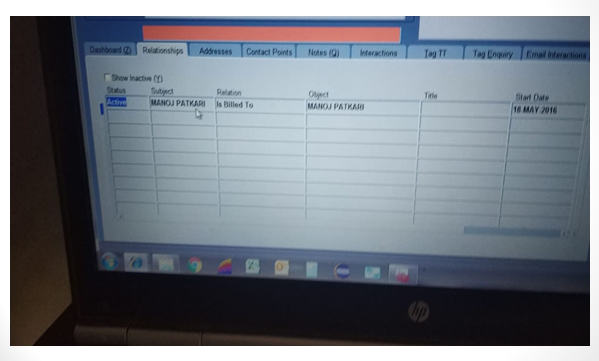 Dashboard (Z) Relationships Addresses Contact Points Notes (Q) Interactions Tag TT Tag Enquiry Email Interactions
Show Inactive (Y)
Status Subject Relation Object Title Start Date
Active MANOJ PATKARI Is Billed To MANOJ PATKARI 18-MAY-2016
hp